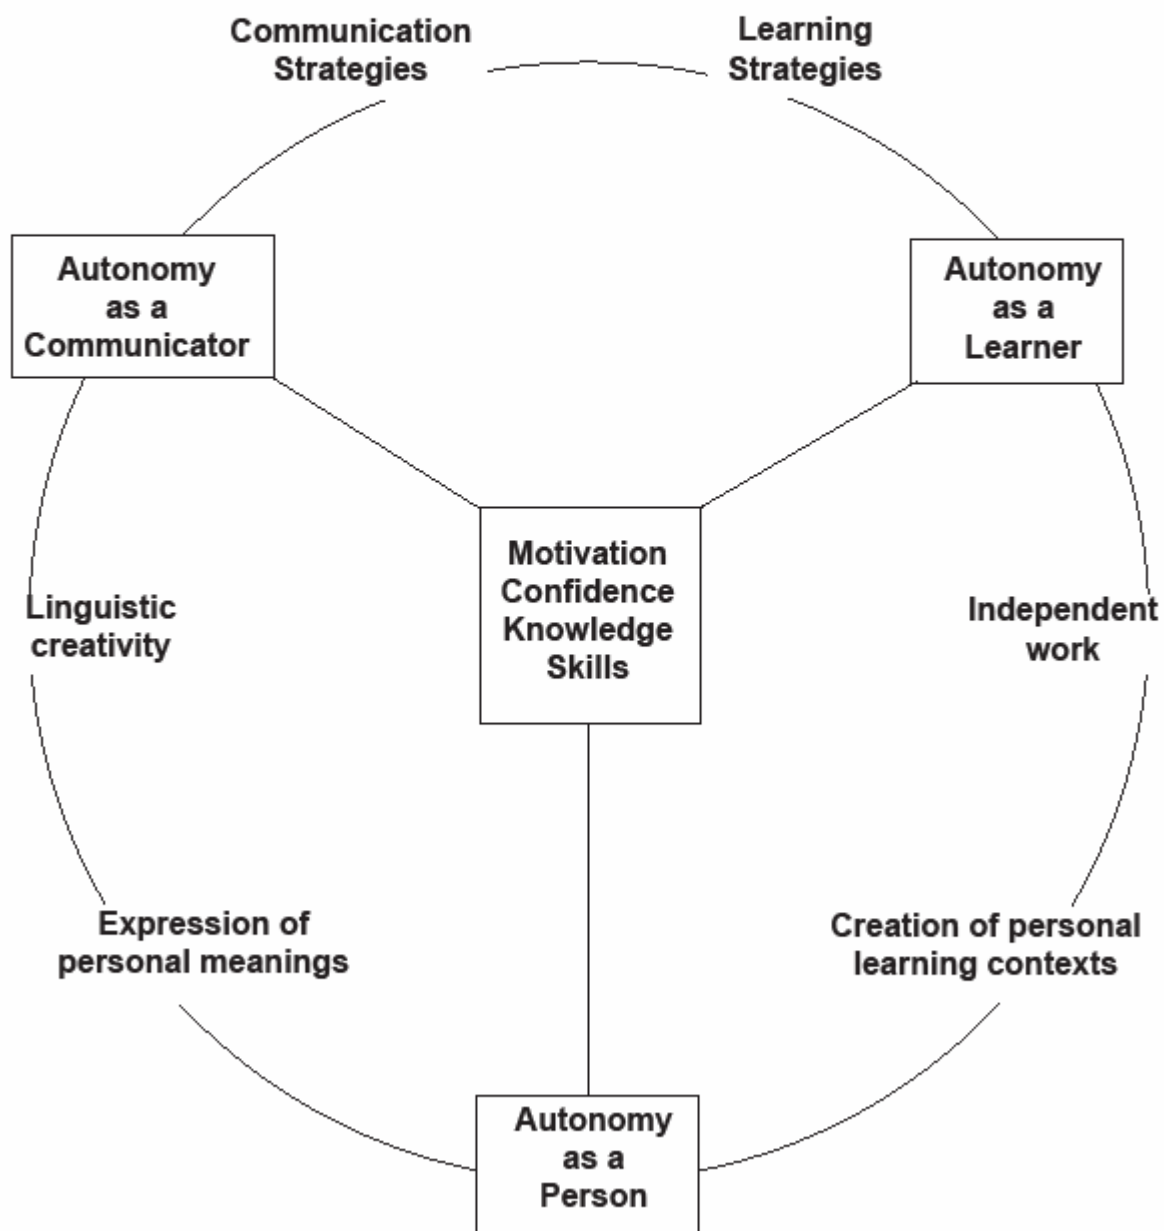 Communication
Strategies
Learning
Strategies
Autonomy
as a
Communicator
Autonomy
as a
Learner
Motivation
Confidence
Knowledge
Skills
Linguistic
creativity
Independent
work
Expression of
personal meanings
Creation of personal
learning contexts
Autonomy
as a
Person